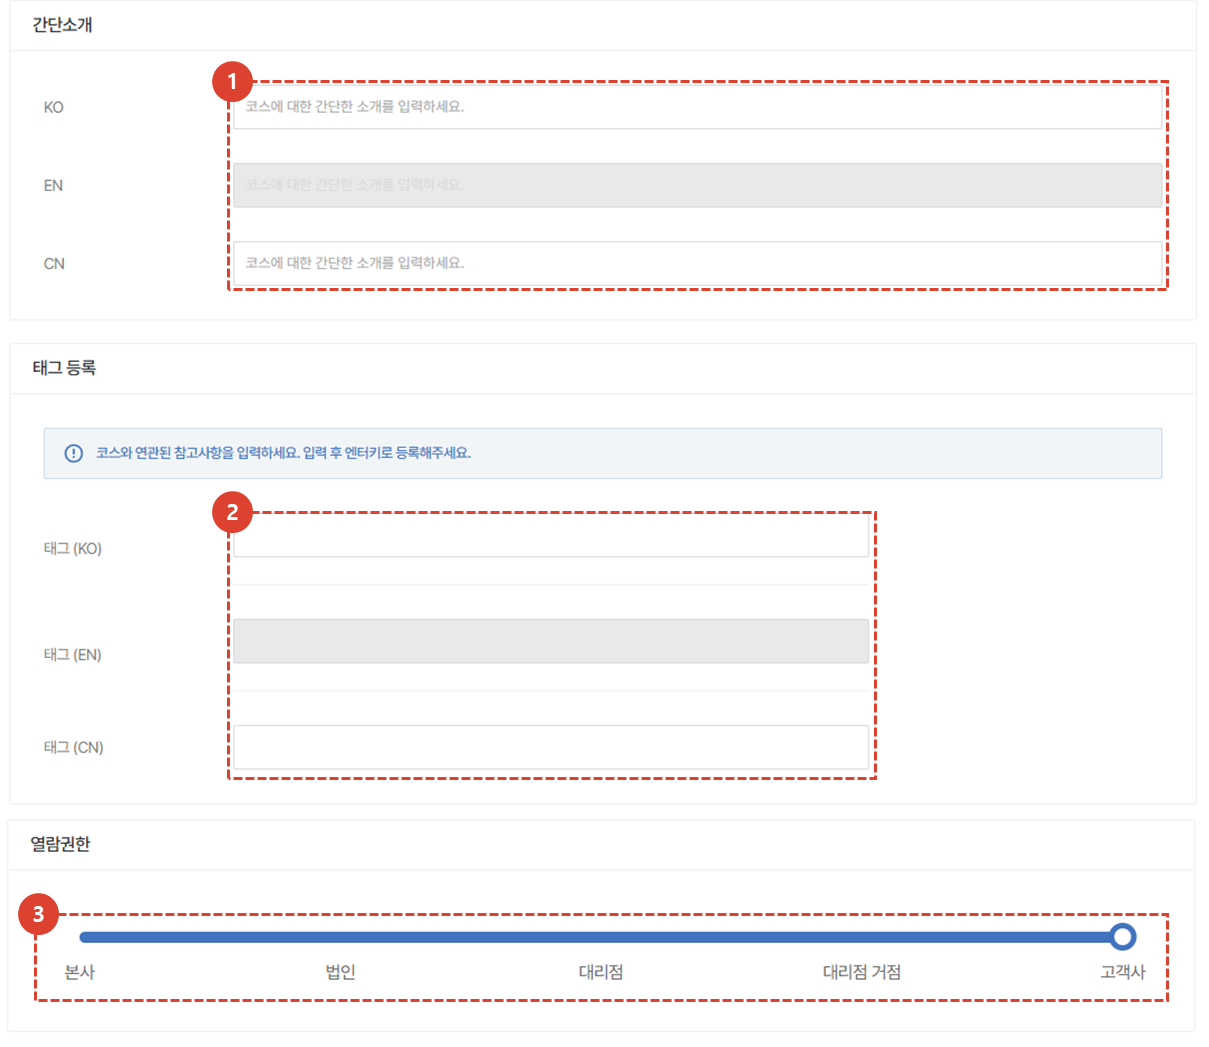 간단소개
1
KO
코스에 대한 간단한 소개를 입력하세요.
EN
코스에 대한 간단한 소개를 입력하세요.
CN
코스에 대한 간단한 소개를 입력하세요.
태그 등록
코스와 연관된 참고사항을 입력하세요. 입력 후 엔터키로 등록해주세요.
2
태그 (KO)
태그 (EN)
태그 (CN)
열람권한
3
본사 법인 대리점 대리점 거점 고객사